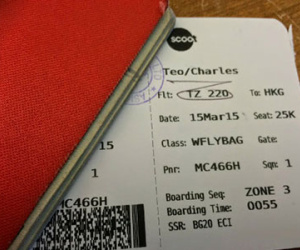 scoot
Teo/Charles
Flt: TZ 220 To: HKG
Date: 15Mar15 Seat: 25K
15
Class: WFLYBAG Gate:
1
Pnr: MC466H Sqn: 1
MC466H
Boarding Seq: ZONE 3
Boarding Time: 0055
SSR: BG20 ECI